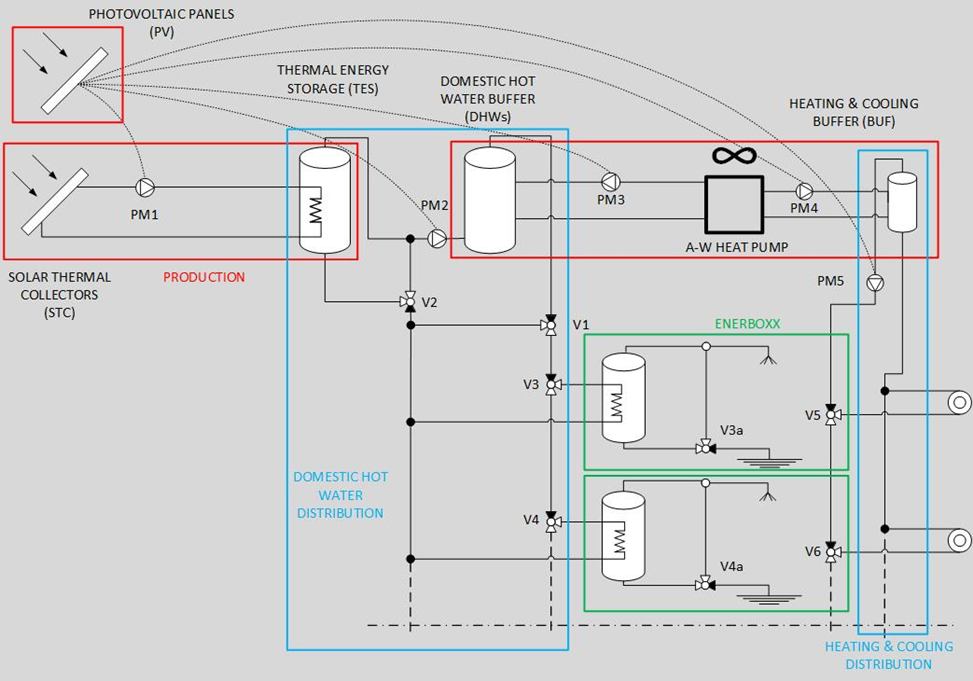 PHOTOVOLTAIC PANELS
(PV)
THERMAL ENERGY
STORAGE (TES)
DOMESTIC HOT
WATER BUFFER
(DHWs)
HEATING & COOLING
BUFFER (BUF)
PM1
PM2
PM3
PM4
A-W HEAT PUMP
SOLAR THERMAL
COLLECTORS
(STC)
PRODUCTION
PM5
V2
V1
ENERBOXX
V3
V3a
V5
DOMESTIC HOT
WATER
DISTRIBUTION
V4
V4a
V6
HEATING & COOLING
DISTRIBUTION